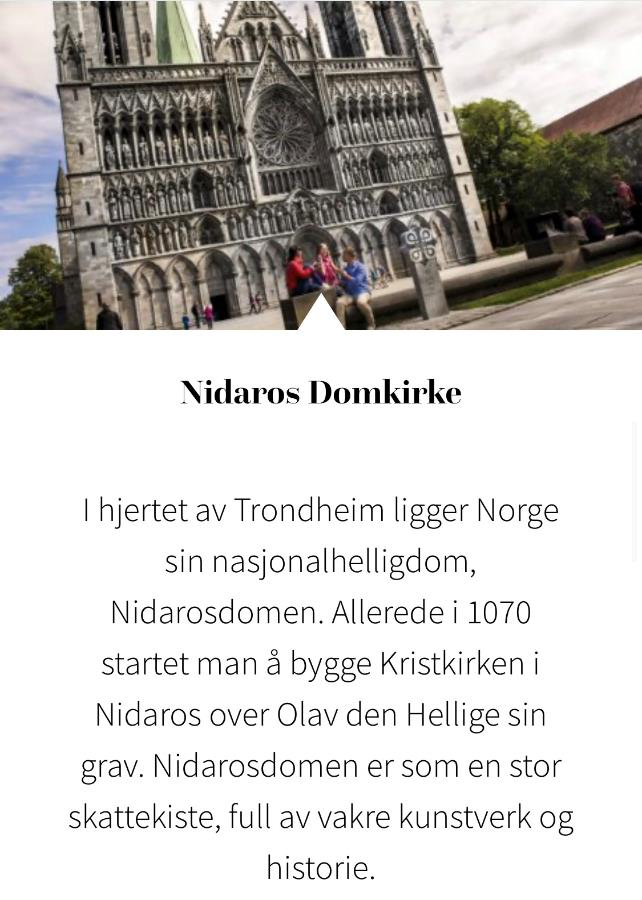 Nidaros Domkirke
I hjertet av Trondheim ligger Norge
sin nasjonalhelligdom,
Nidarosdomen. Allerede i 1070
startet man å bygge Kristkirken i
Nidaros over Olav den Hellige sin
grav. Nidarosdomen er som en stor
skattekiste, full av vakre kunstverk og
historie.